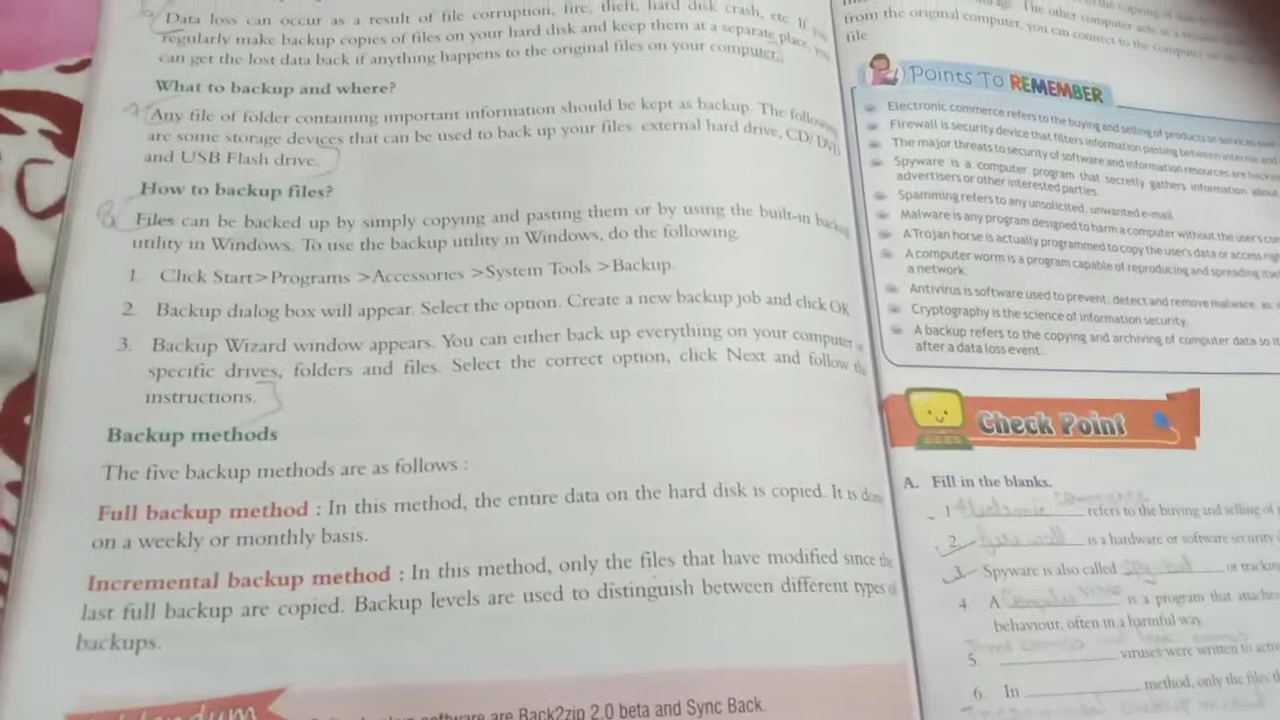 Data loss can occur as a result of file corruption, fire, theft, hard disk crash, etc. If you
regularly make backup copies of files on your hard disk and keep them at a separate place, you
can get the lost data back if anything happens to the original files on your computer.
What to backup and where?
Any file of folder containing important information should be kept as backup. The following
are some storage devices that can be used to back up your files external hard drive, CD/DVD
and USB Flash drive.
How to backup files?
Files can be backed up by simply copying and pasting them or by using the built-in backup
utility in Windows. To use the backup utility in Windows, do the following.
1. Click Start>Programs >Accessories >System Tools >Backup.
2. Backup dialog box will appear. Select the option. Create a new backup job and click OK
3. Backup Wizard window appears. You can either back up everything on your computer
specific drives, folders and files. Select the correct option, click Next and follow the
instructions.
Backup methods
The five backup methods are as follows :
Full backup method : In this method, the entire data on the hard disk is copied. It is done
on a weekly or monthly basis.
Incremental backup method : In this method, only the files that have modified since the
last full backup are copied. Backup levels are used to distinguish between different types of
backups.
software are Back2zip 2.0 beta and Sync Back.
The other computer acts as a
from the original computer, you can connect to the computer
file
Points To REMEMBER
Electronic commerce refers to the buying and selling of products or services
Firewall is security device that filters information passing between internet and
The major threats to security of software and information resources are
Spyware is a computer program that secretly gathers information about
advertisers or other interested parties.
Spamming refers to any unsolicited, unwanted e-mail.
Malware is any program designed to harm a computer without the user's
A Trojan horse is actually programmed to copy the user's data or access
A computer worm is a program capable of reproducing and spreading
a network.
Antivirus is software used to prevent, detect and remove malware, as
Cryptography is the science of information security.
A backup refers to the copying and archiving of computer data so it
after a data loss event.
Check Point
A. Fill in the blanks.
1 refers to the buying and selling of
2. fire wall is a hardware or software security
3. Spyware is also called spy-bot or
4. A computer virus is a program that
behaviour, often in a harmful way.
5. viruses were written to
6. In method, only the files
Incremental backup method